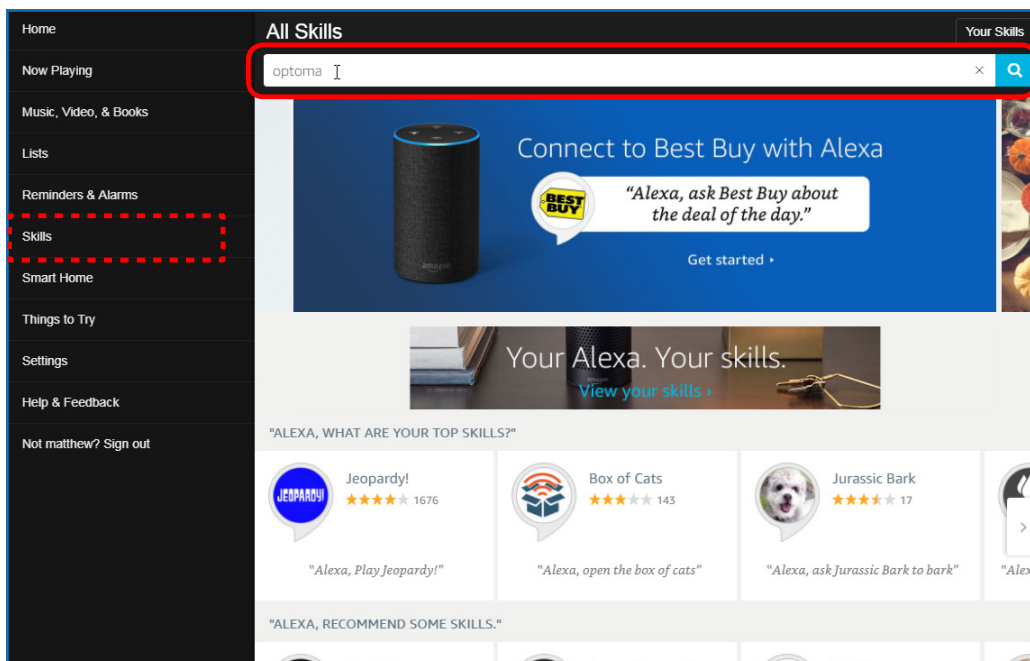 Home
Now Playing
Music, Video, & Books
Lists
Reminders & Alarms
Skills
Smart Home
Things to Try
Settings
Help & Feedback
Not matthew? Sign out
All Skills
Your Skills
optoma
Connect to Best Buy with Alexa
BEST
BUY
“Alexa, ask Best Buy about
the deal of the day.”
Get started ›
amazon
Your Alexa. Your skills.
View your skills ›
"ALEXA, WHAT ARE YOUR TOP SKILLS?"
JEOPARDY!
Jeopardy!
1676
"Alexa, Play Jeopardy!"
Box of Cats
143
"Alexa, open the box of cats"
Jurassic Bark
17
"Alexa, ask Jurassic Bark to bark"
"ALEXA, RECOMMEND SOME SKILLS."